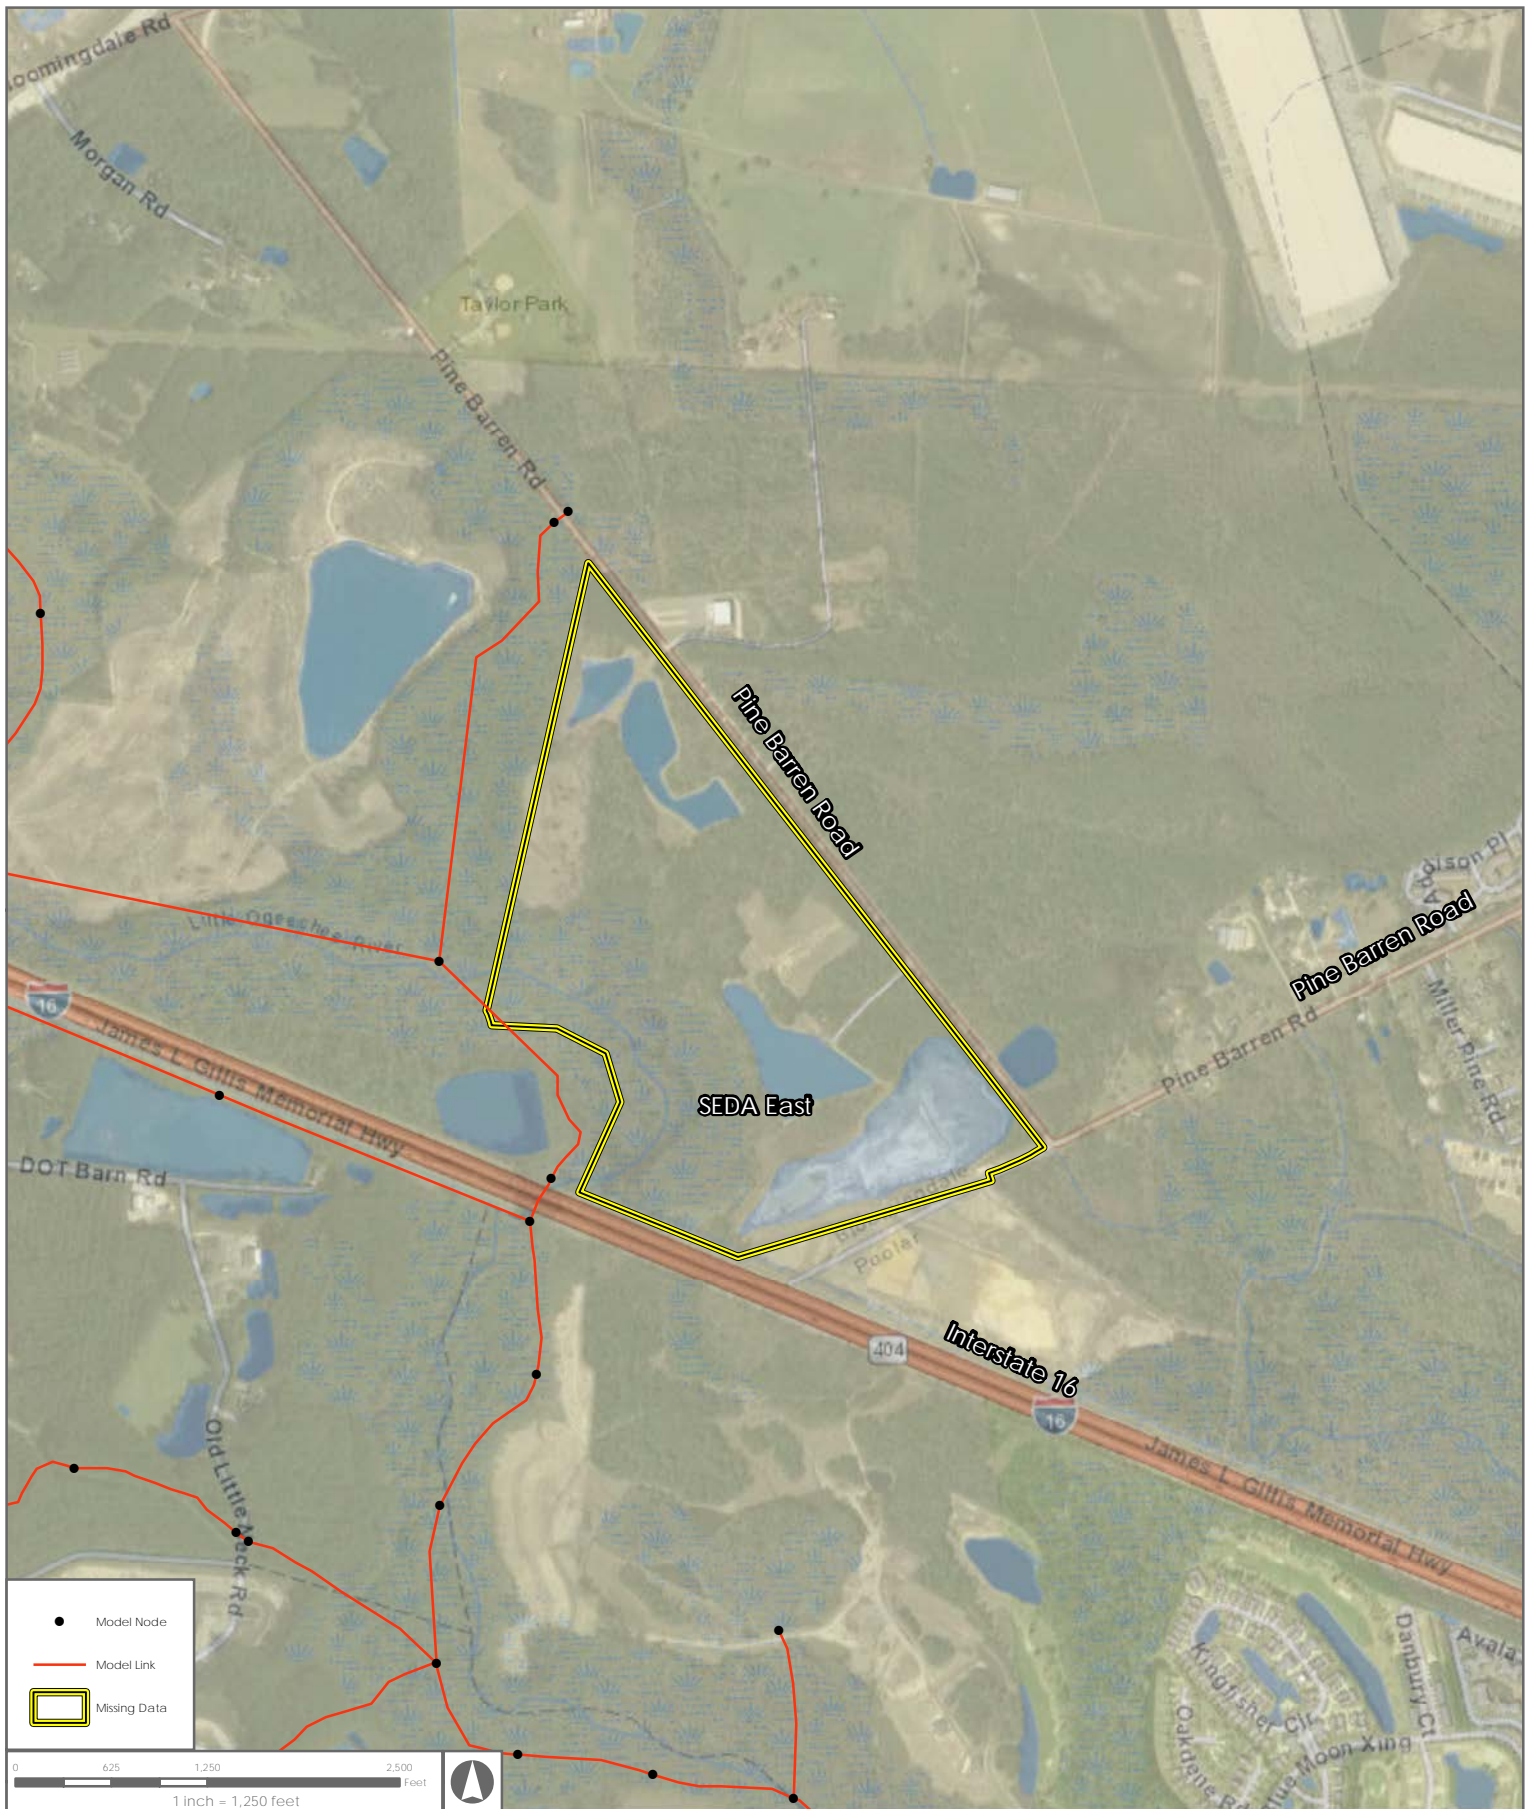 oomingdale Rd
Morgan Rd
Taylor Park
Pine Barren Rd
Pine Barren Road
Addison Pl
Pine Barren Road
Little Ogeechee River
16
James L Gillis Memorial Hwy
Miller Pine Rd
Pine Barren Rd
SEDA East
DOT Barn Rd
Pooler
404
Interstate 16
16
James L Gillis Memorial Hwy
Old Little Neck Rd
Kingfisher Cir
Danbury Ct
Avala
Oakdene Rd
Blue Moon Xing
Model Node
Model Link
Missing Data
0 625 1,250 2,500
Feet
1 inch = 1,250 feet